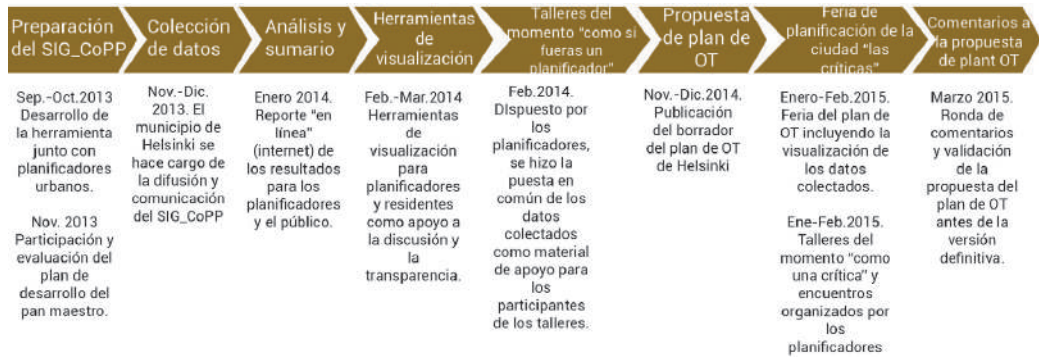 Preparación
del SIG_CoPP
Colección
de datos
Análisis y
sumario
Herramientas
de
visualización
Talleres del
momento “como si
fueras un
planificador”
Propuesta
de plan de
OT
Feria de
planificación de la
ciudad “las
críticas”
Comentarios a
la propuesta
de plant OT
Sep.-Oct.2013
Desarrollo de
la herramienta
junto con
planificadores
urbanos.
Nov. 2013
Participación y
evaluación del
plan de
desarrollo del
pan maestro.
Nov.-Dic.
2013. El
municipio de
Helsinki se
hace cargo de
la difusión y
comunicación
del SIG_CoPP
Enero 2014.
Reporte “en
línea”
(internet) de
los resultados
para los
planificadores
y el público.
Feb.-Mar.2014
Herramientas
de
visualización
para
planificadores
y residentes
como apoyo a
la discusión y
la
transparencia.
Feb.2014.
DIspuesto por
los
planificadores,
se hizo la
puesta en
común de los
datos
colectados
como material
de apoyo para
los
participantes
de los talleres.
Nov.-Dic.2014.
Publicación
del borrador
del plan de OT
de Helsinki
Enero-Feb.2015.
Feria del plan de
OT incluyendo la
visualización de
los datos
colectados.
Ene-Feb.2015.
Talleres del
momento “como
una crítica” y
encuentros
organizados por
los
planificadores
Marzo 2015.
Ronda de
comentarios
y validación
de la
propuesta del
plan de OT
antes de la
versión
definitiva.